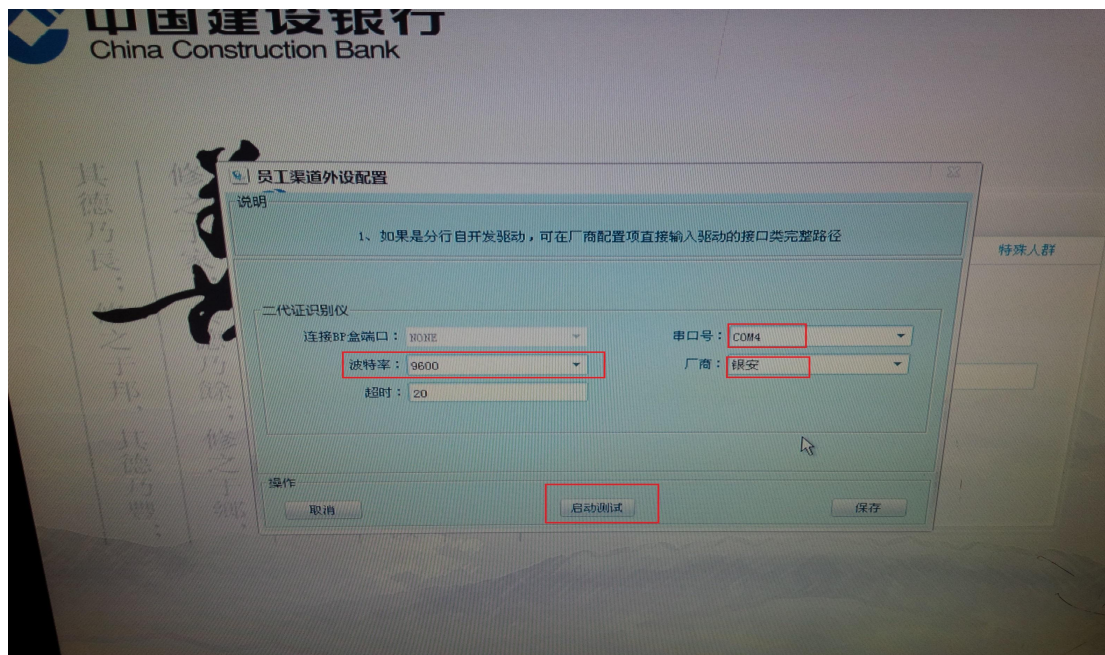 中国建设银行
China Construction Bank
员工渠道外设配置
说明
1、如果是分行自开发驱动，可在厂商配置项直接输入驱动的接口类完整路径
特殊人群
二代证识别仪
连接BP盒端口： NONE 串口号： COM4
波特率： 9600 厂商： 银安
超时： 20
操作
取消 启动测试 保存